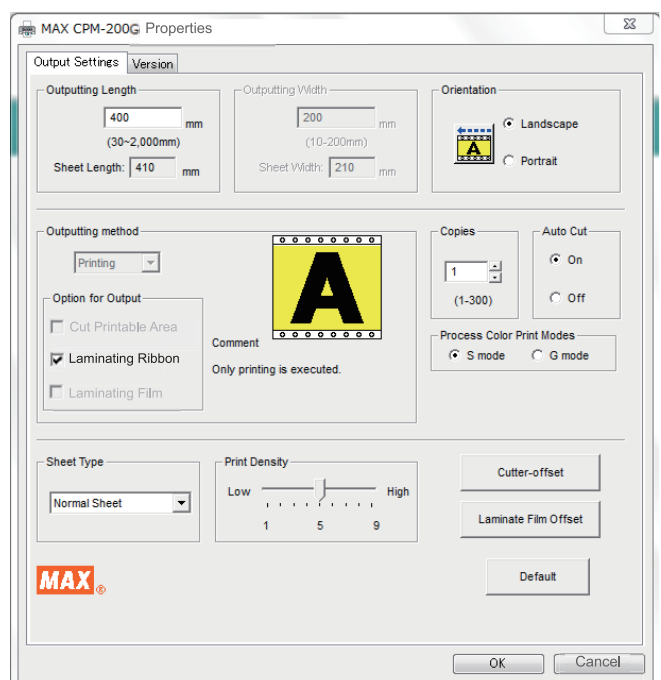 MAX CPM-200G Properties
Output Settings Version
Outputting Length
400 mm
(30~2,000mm)
Sheet Length: 410 mm
Outputting Width
200 mm
(10-200mm)
Sheet Width: 210 mm
Orientation
A
Landscape
Portrait
Outputting method
Printing
Option for Output
Cut Printable Area
Laminating Ribbon
Laminating Film
A
Comment
Only printing is executed.
Copies
1
(1-300)
Auto Cut
On
Off
Process Color Print Modes
S mode G mode
Sheet Type
Normal Sheet
Print Density
Low High
1 5 9
Cutter-offset
Laminate Film Offset
Default
MAX®
OK Cancel